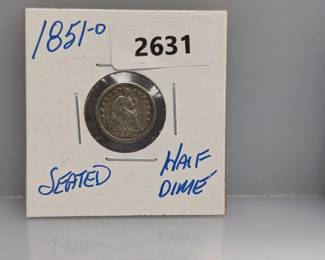 1851-O
2631
SEATED
HALF
DIME